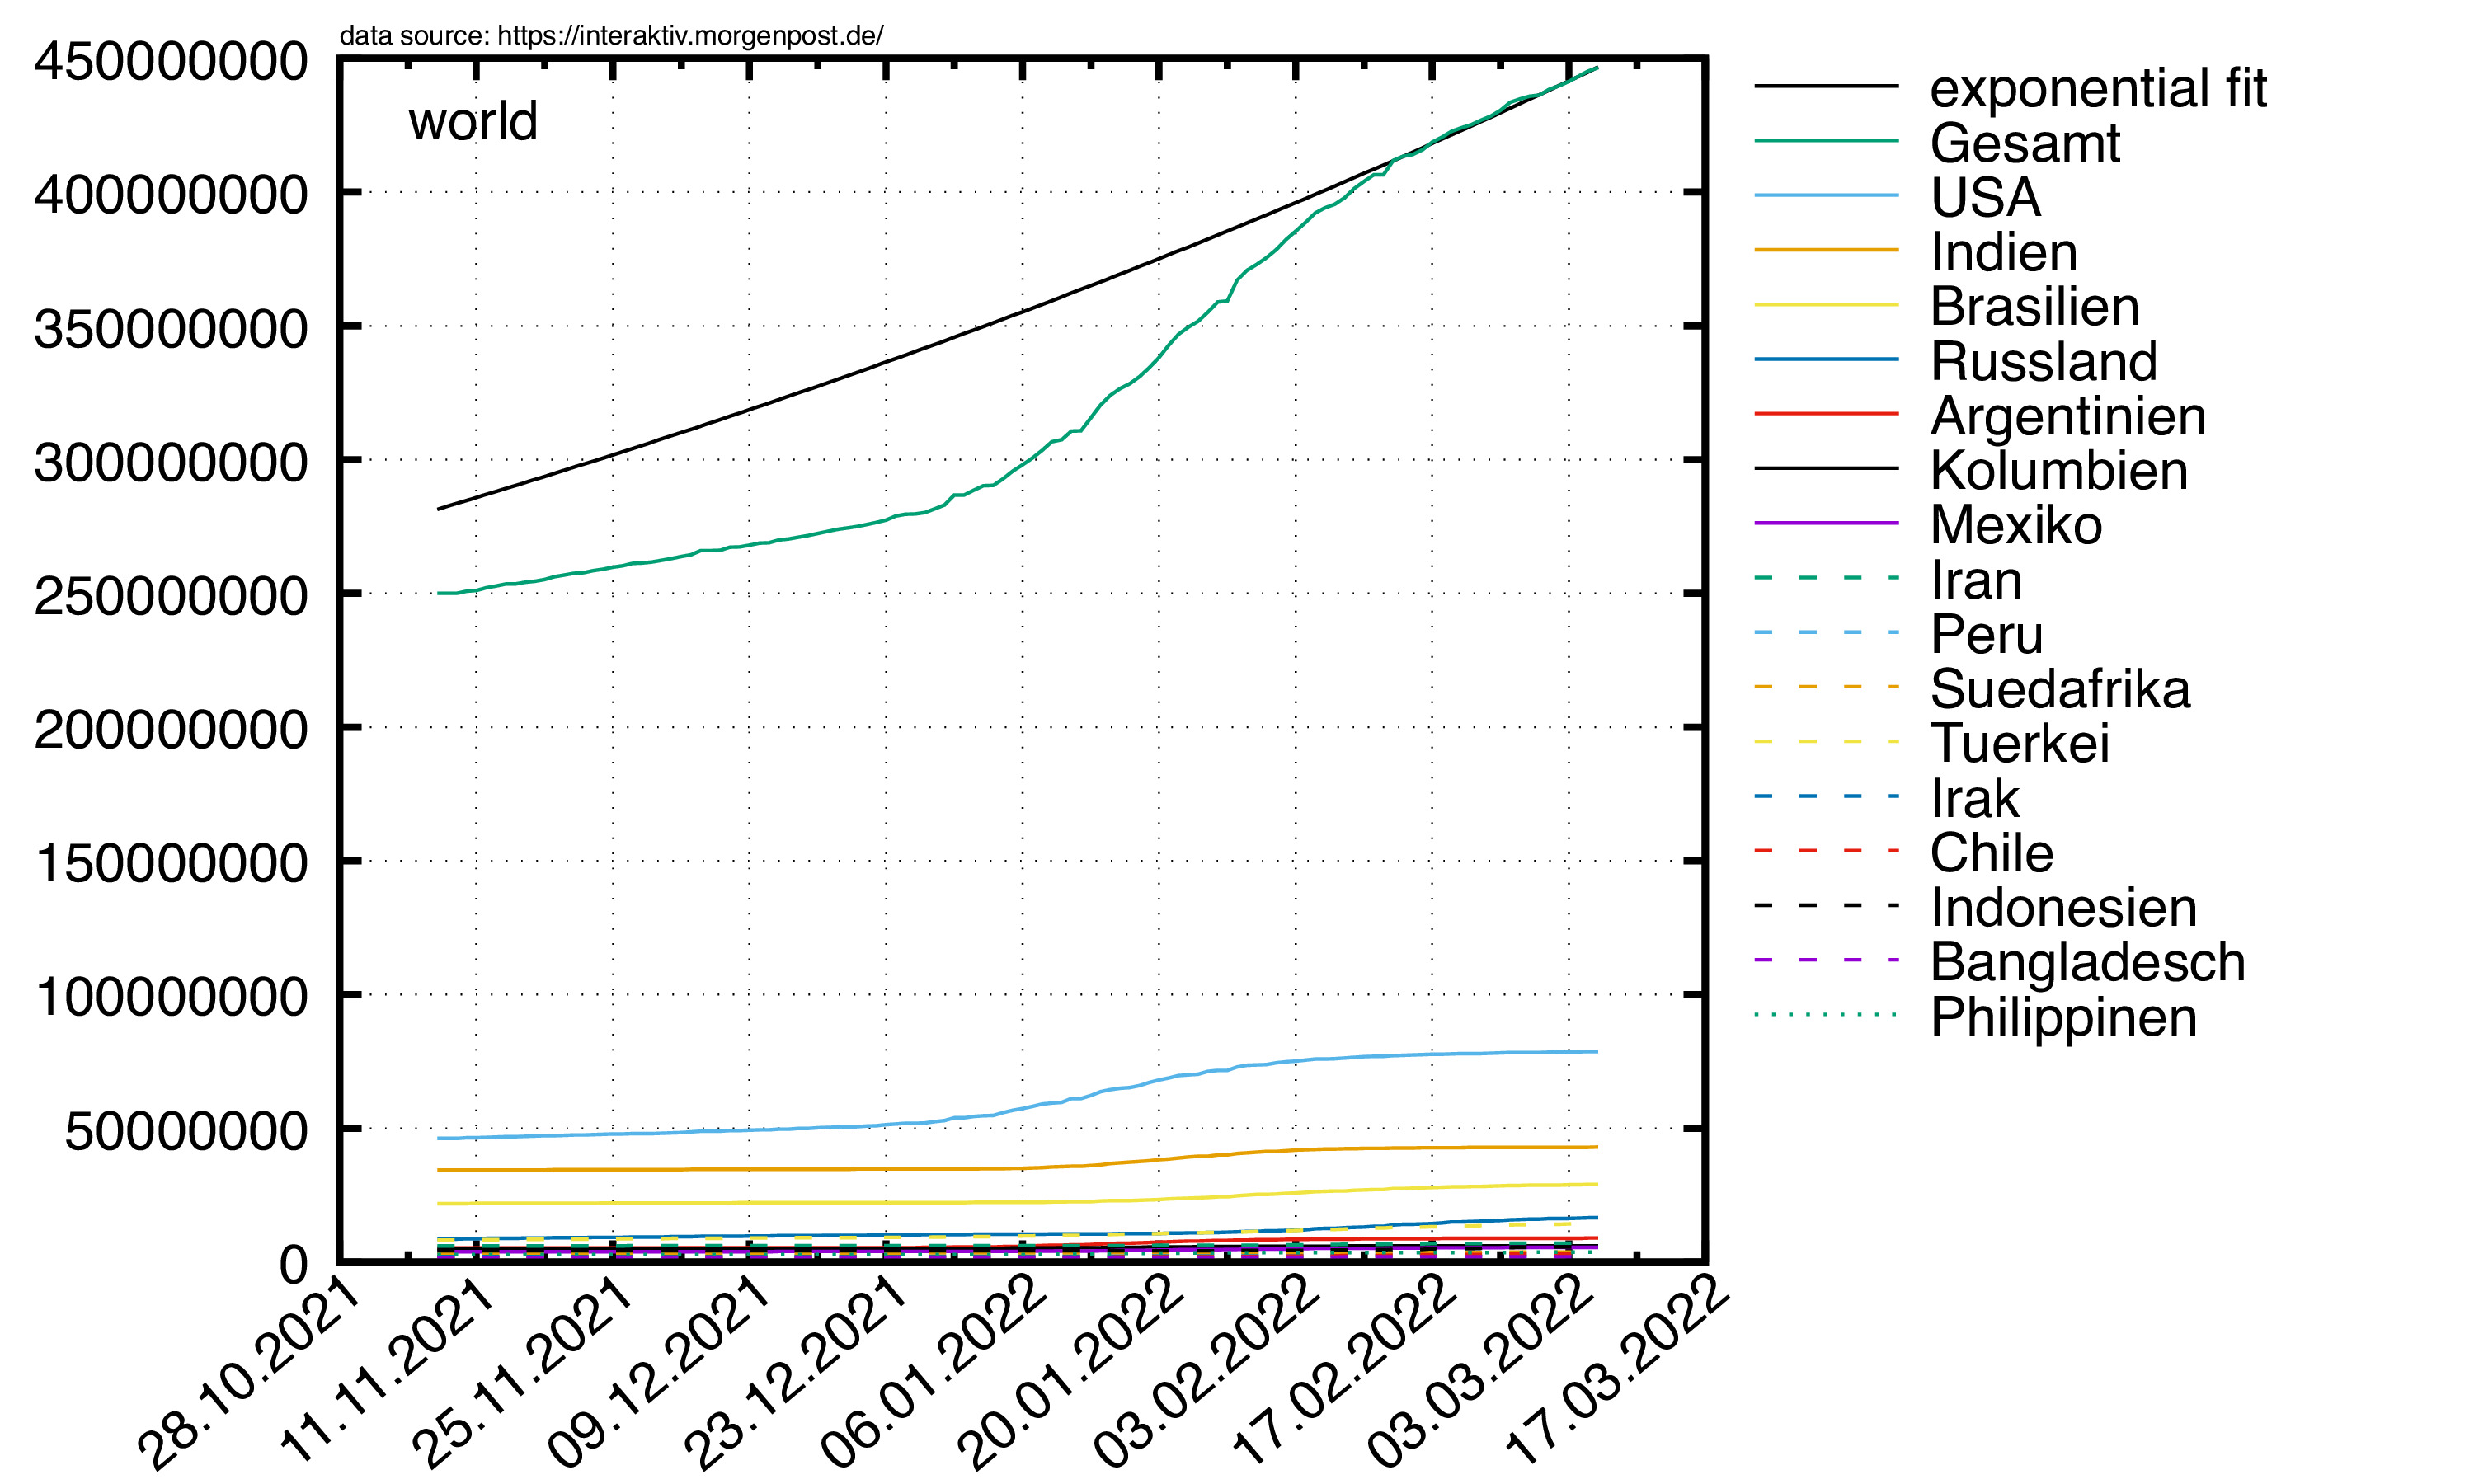 data source: https://interaktiv.morgenpost.de/
450000000
400000000
350000000
300000000
250000000
200000000
150000000
100000000
50000000
0
world
28.10.2021
11.11.2021
25.11.2021
09.12.2021
23.12.2021
06.01.2022
20.01.2022
03.02.2022
17.02.2022
03.03.2022
17.03.2022
exponential fit
Gesamt
USA
Indien
Brasilien
Russland
Argentinien
Kolumbien
Mexiko
Iran
Peru
Suedafrika
Tuerkei
Irak
Chile
Indonesien
Bangladesch
Philippinen